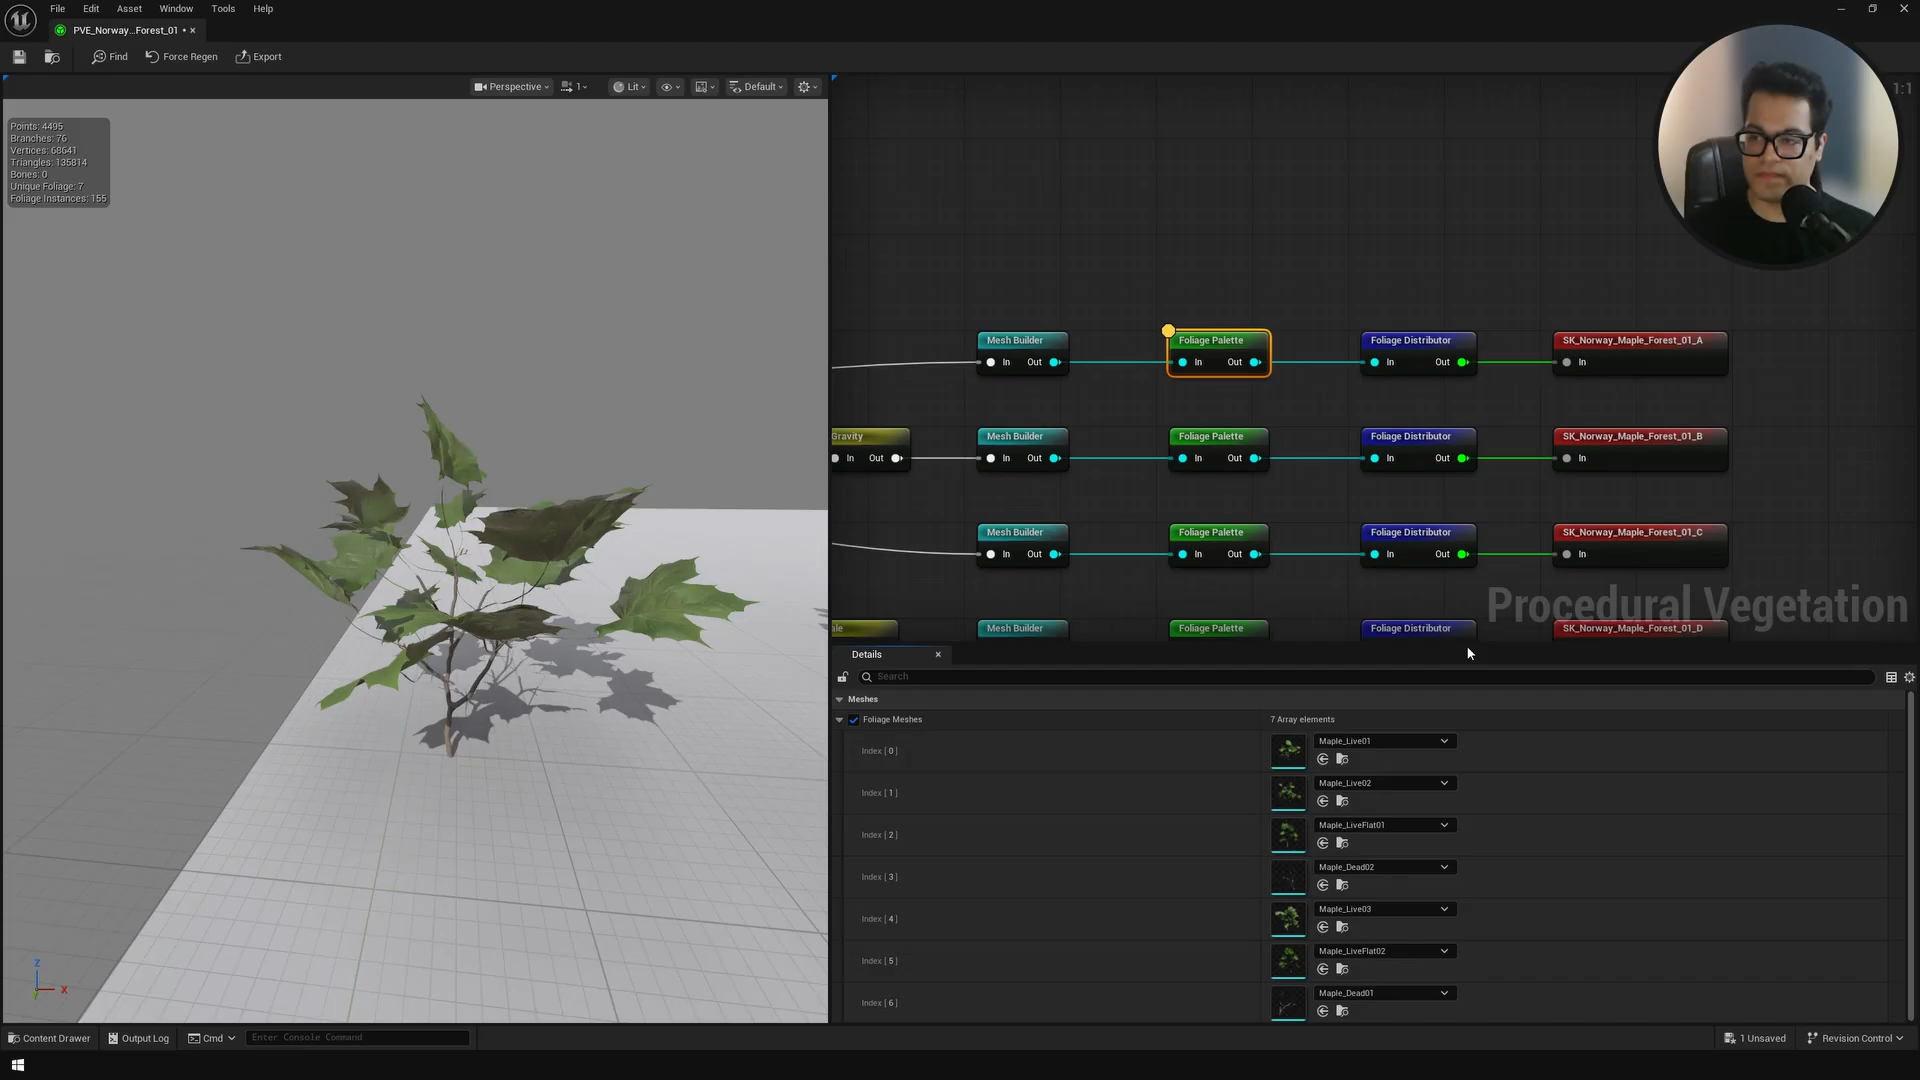 File Edit Asset Window Tools Help
PVE_Norway...Forest_01 •
Find Force Regen Export
Perspective 1 Lit Default
1:1
Points: 4495
Branches: 76
Vertices: 68641
Triangles: 135814
Bones: 0
Unique Foliage: 7
Foliage Instances: 155
Mesh Builder Foliage Palette Foliage Distributor SK_Norway_Maple_Forest_01_A
In Out In Out In Out In
Gravity Mesh Builder Foliage Palette Foliage Distributor SK_Norway_Maple_Forest_01_B
In Out In Out In Out In Out In
Mesh Builder Foliage Palette Foliage Distributor SK_Norway_Maple_Forest_01_C
In Out In Out In Out In
Procedural Vegetation
ale Mesh Builder Foliage Palette Foliage Distributor SK_Norway_Maple_Forest_01_D
Details
Search
Meshes
Foliage Meshes 7 Array elements
Index [ 0 ] Maple_Live01
Index [ 1 ] Maple_Live02
Index [ 2 ] Maple_LiveFlat01
Index [ 3 ] Maple_Dead02
Index [ 4 ] Maple_Live03
Index [ 5 ] Maple_LiveFlat02
Index [ 6 ] Maple_Dead01
Z
X
Y
Content Drawer Output Log Cmd Enter Console Command 1 Unsaved Revision Control